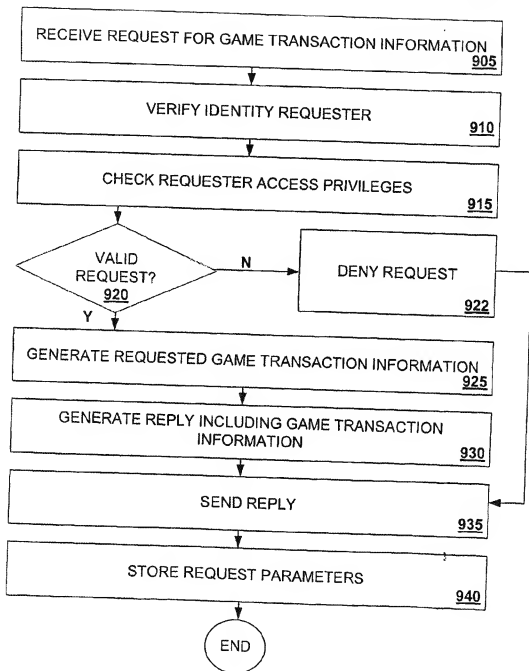 RECEIVE REQUEST FOR GAME TRANSACTION INFORMATION
905
VERIFY IDENTITY REQUESTER
910
CHECK REQUESTER ACCESS PRIVILEGES
915
VALID
REQUEST?
920
N
DENY REQUEST
922
Y
GENERATE REQUESTED GAME TRANSACTION INFORMATION
925
GENERATE REPLY INCLUDING GAME TRANSACTION
INFORMATION
930
SEND REPLY
935
STORE REQUEST PARAMETERS
940
END